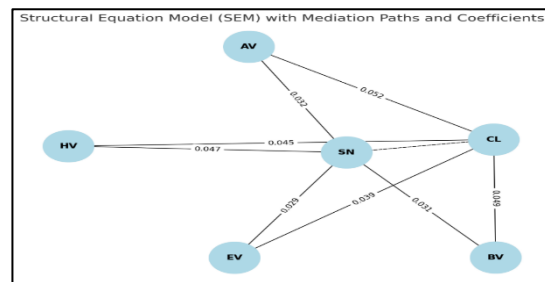 Structural Equation Model (SEM) with Mediation Paths and Coefficients
AV
0.032
0.052
HV
0.045
0.047
SN
CL
0.029
0.039
0.031
0.049
EV
BV